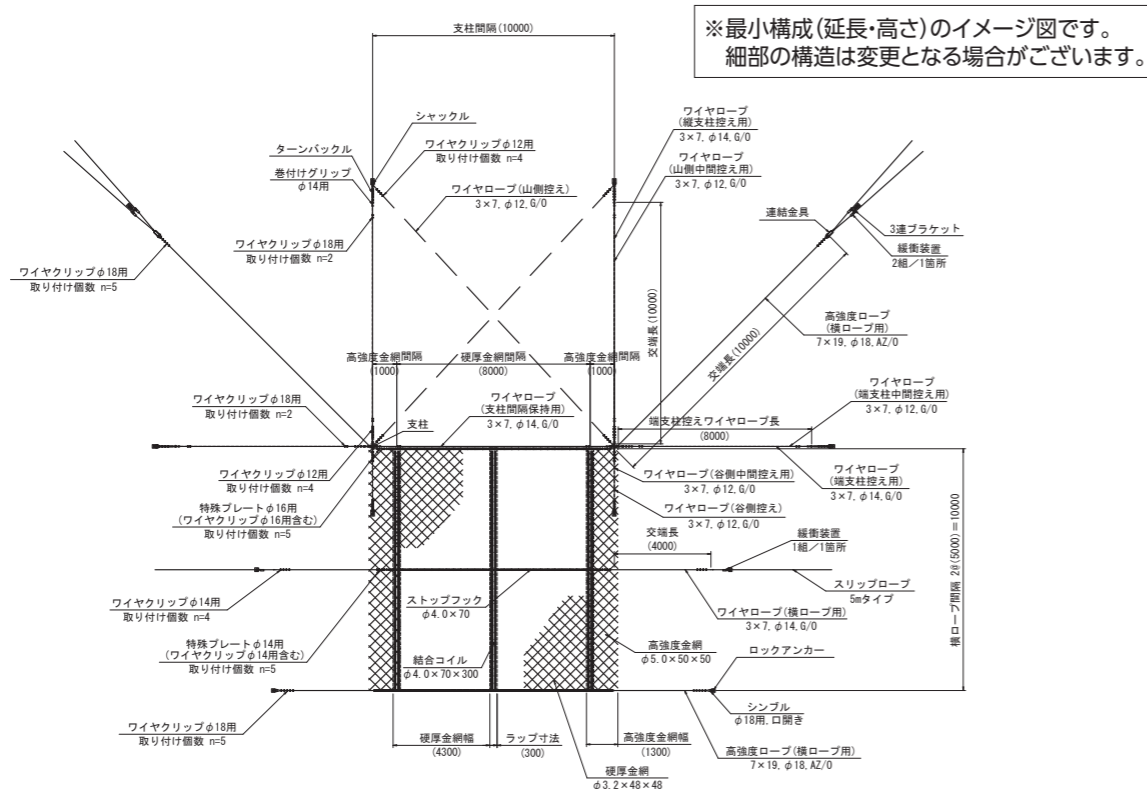 ※最小構成(延長・高さ)のイメージ図です。
細部の構造は変更となる場合がございます。
支柱間隔(10000)
シャックル
ワイヤクリップφ12用
取り付け個数 n=4
ターンバックル
巻付けグリップ
φ14用
ワイヤロープ(山側控え)
3×7, φ12, G/O
ワイヤクリップφ18用
取り付け個数 n=2
ワイヤクリップφ18用
取り付け個数 n=5
ワイヤロープ
(縦支柱控え用)
3×7, φ14, G/O
ワイヤロープ
(山側中間控え用)
3×7, φ12, G/O
連結金具
3連ブラケット
緩衝装置
2組/1箇所
交端長(10000)
高強度ロープ
(横ロープ用)
7×19, φ18, AZ/O
交端長(10000)
高強度金網間隔
(1000)
硬厚金網間隔
(8000)
高強度金網間隔
(1000)
ワイヤクリップφ18用
取り付け個数 n=2
支柱
ワイヤロープ
(支柱間隔保持用)
3×7, φ14, G/O
端支柱控えワイヤロープ長
(8000)
ワイヤロープ
(端支柱中間控え用)
3×7, φ12, G/O
ワイヤクリップφ12用
取り付け個数 n=4
ワイヤロープ(谷側中間控え用)
3×7, φ12, G/O
ワイヤロープ
(端支柱控え用)
3×7, φ14, G/O
特殊プレートφ16用
(ワイヤクリップφ16用含む)
取り付け個数 n=5
ワイヤロープ(谷側控え)
3×7, φ12, G/O
交端長
(4000)
緩衝装置
1組/1箇所
横ロープ間隔 2@(5000)=10000
ワイヤクリップφ14用
取り付け個数 n=4
ストップフック
φ4.0×70
スリップロープ
5mタイプ
ワイヤロープ(横ロープ用)
3×7, φ14, G/O
特殊プレートφ14用
(ワイヤクリップφ14用含む)
取り付け個数 n=5
結合コイル
φ4.0×70×300
高強度金網
φ5.0×50×50
ロックアンカー
シンブル
φ18用, 口開き
ワイヤクリップφ18用
取り付け個数 n=5
硬厚金網幅
(4300)
ラップ寸法
(300)
高強度金網幅
(1300)
高強度ロープ(横ロープ用)
7×19, φ18, AZ/O
硬厚金網
φ3.2×48×48